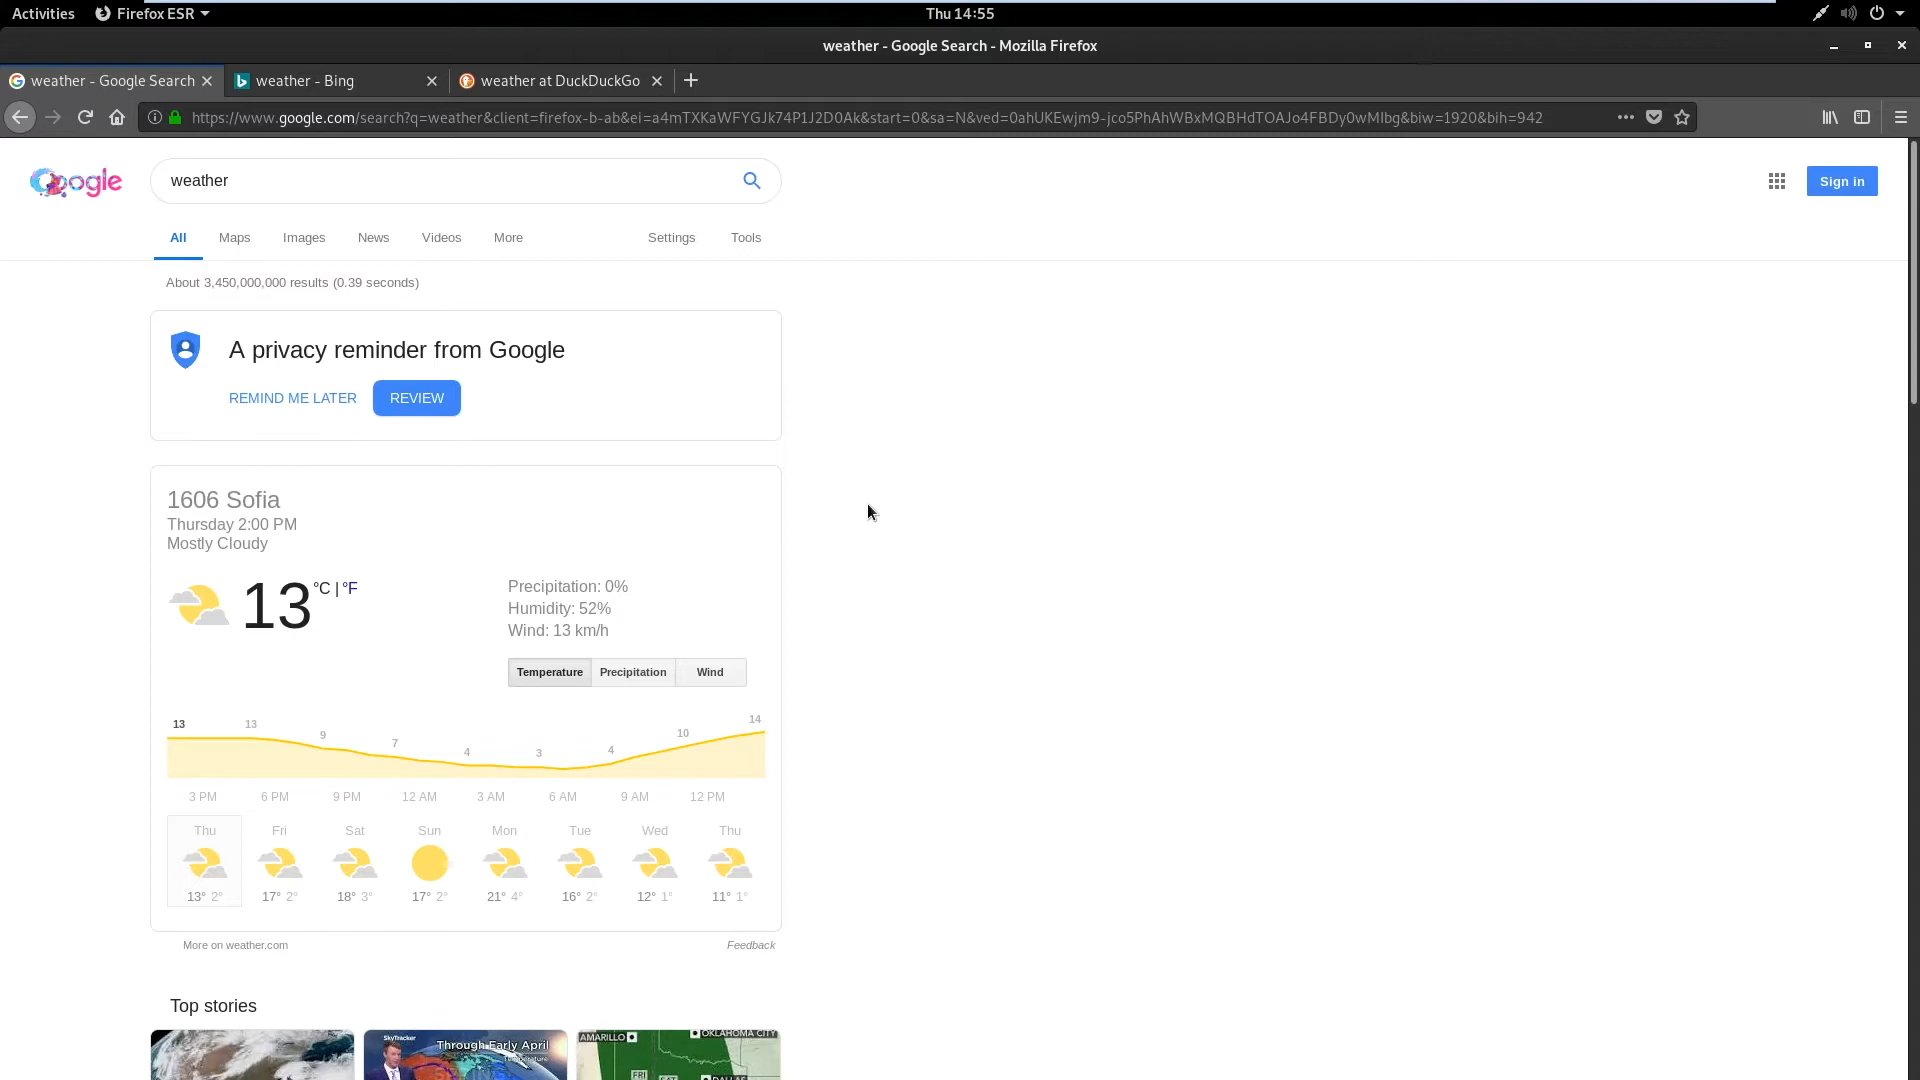 Activities
Firefox ESR
Thu 14:55
weather - Google Search - Mozilla Firefox
weather - Google Search
weather - Bing
weather at DuckDuckGo
https://www.google.com/search?q=weather&client=firefox-b-ab&ei=a4mTXKaWFYGJk74P1J2D0Ak&start=0&sa=N&ved=0ahUKEwjm9-jco5PhAhWBxMQBHdTOAJo4FBDy0wMIbg&biw=1920&bih=942
Google
weather
Sign in
All
Maps
Images
News
Videos
More
Settings
Tools
About 3,450,000,000 results (0.39 seconds)
A privacy reminder from Google
REMIND ME LATER
REVIEW
1606 Sofia
Thursday 2:00 PM
Mostly Cloudy
13 °C | °F
Precipitation: 0%
Humidity: 52%
Wind: 13 km/h
Temperature
Precipitation
Wind
13 13 9 7 4 3 4 10 14
3 PM 6 PM 9 PM 12 AM 3 AM 6 AM 9 AM 12 PM
Thu Fri Sat Sun Mon Tue Wed Thu
13° 2° 17° 2° 18° 3° 17° 2° 21° 4° 16° 2° 12° 1° 11° 1°
More on weather.com
Feedback
Top stories
SkyTracker
Through Early April
Temperature
AMARILLO
OKLAHOMA CITY
FRI
SAT
DALLAS